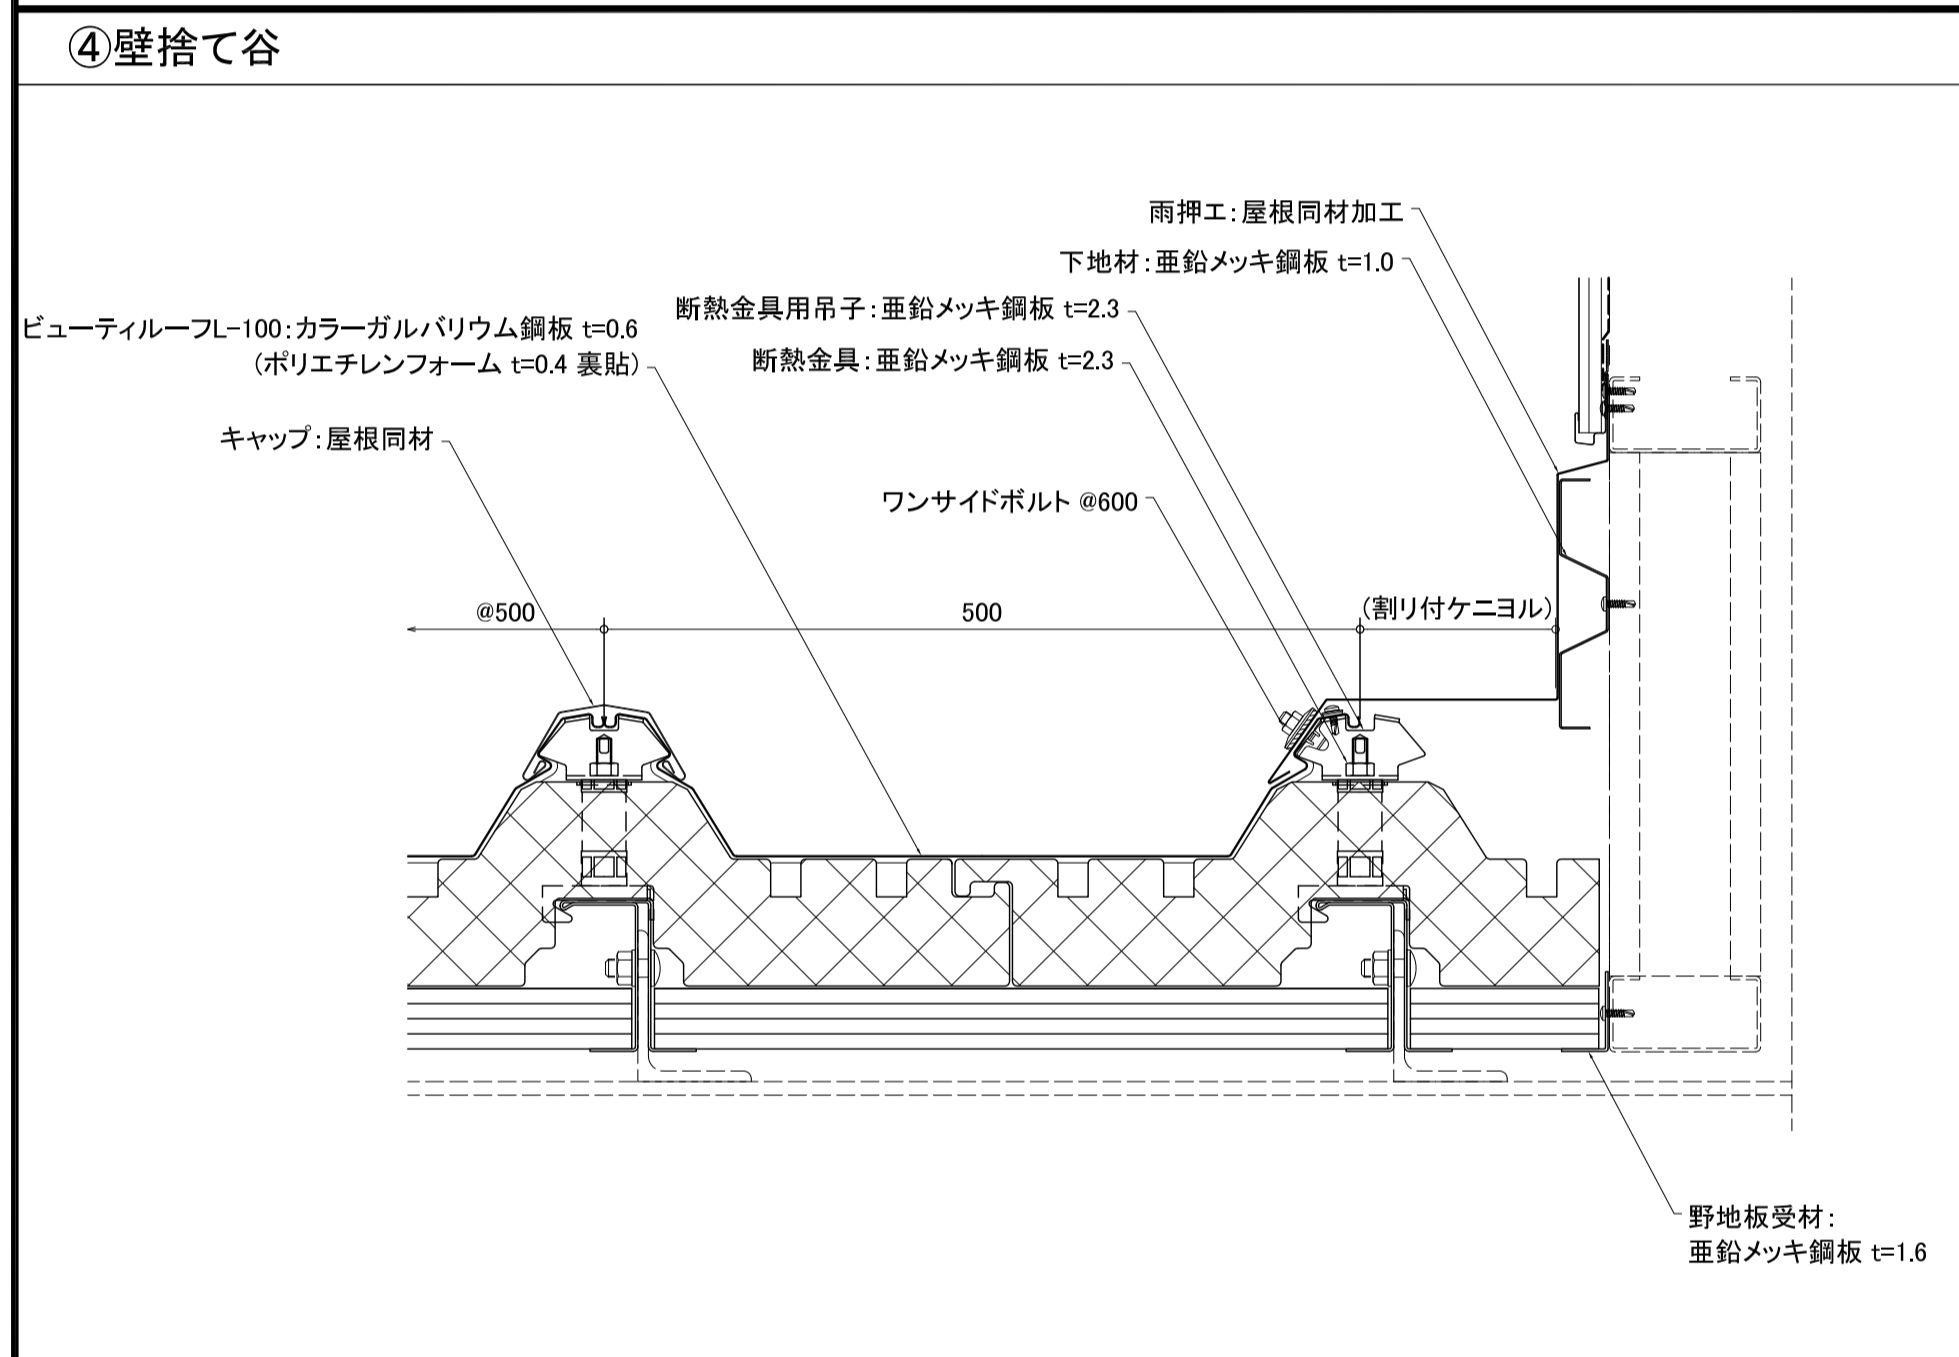 ④壁捨て谷
雨押エ:屋根同材加工
下地材:亜鉛メッキ鋼板 t=1.0
断熱金具用吊子:亜鉛メッキ鋼板 t=2.3
ビューティルーフL-100:カラーガルバリウム鋼板 t=0.6
(ポリエチレンフォーム t=0.4 裏貼)
断熱金具:亜鉛メッキ鋼板 t=2.3
キャップ:屋根同材
ワンサイドボルト @600
@500
500
(割リ付ケニヨル)
野地板受材:
亜鉛メッキ鋼板 t=1.6